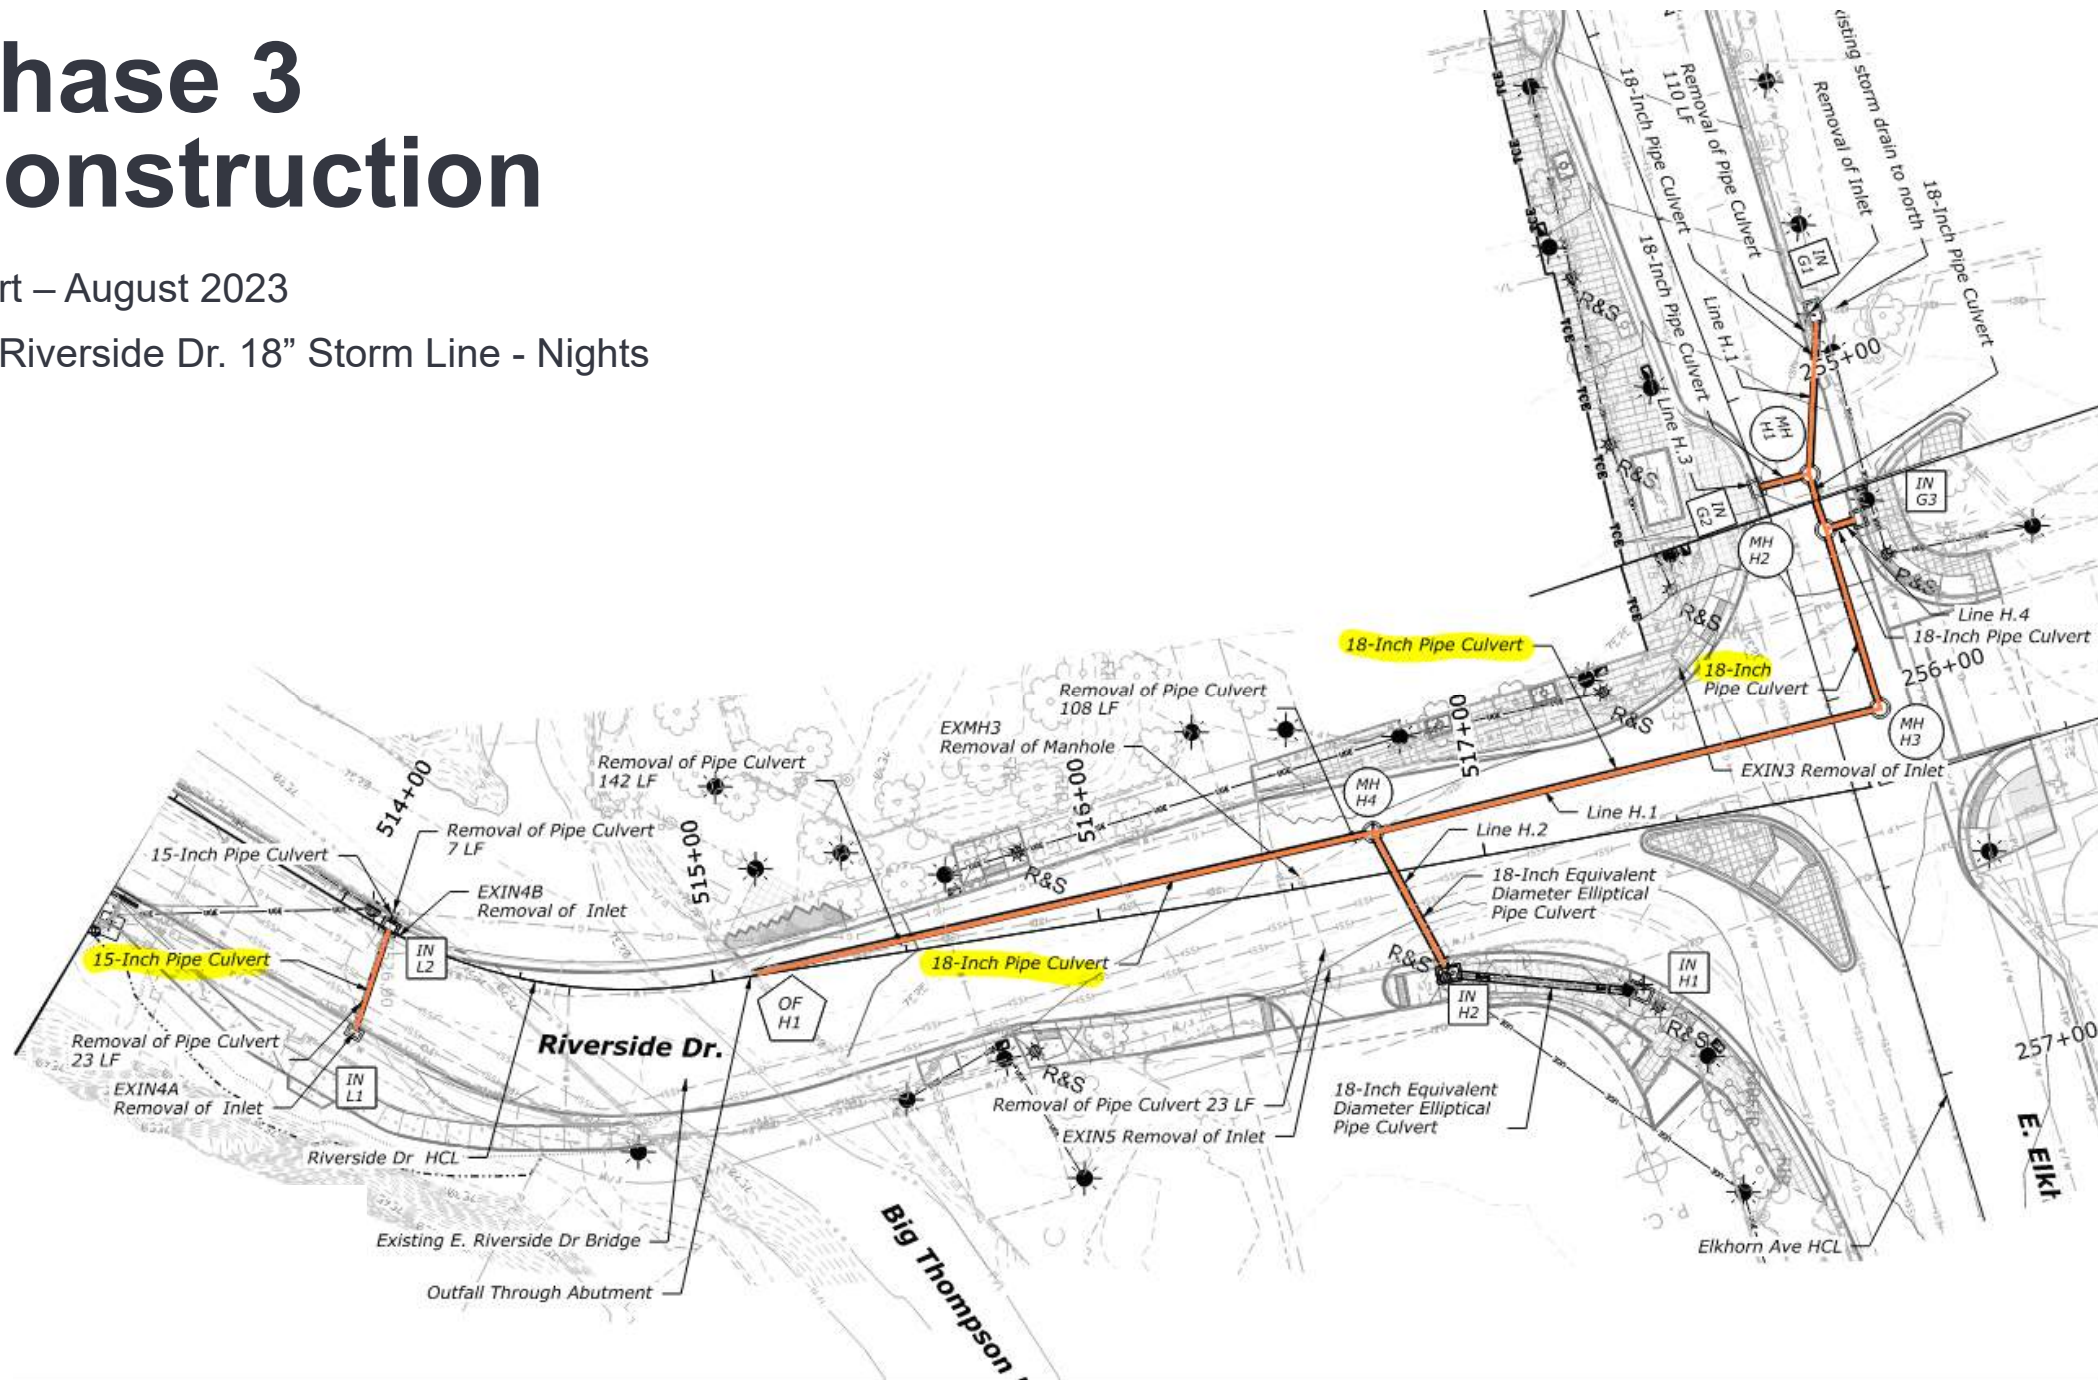 hase 3
onstruction
rt – August 2023
Riverside Dr. 18” Storm Line - Nights
18-Inch Pipe Culvert
Removal of Pipe Culvert
110 LF
Removal of Inlet
isting storm drain to north
18-Inch Pipe Culvert
18-Inch Pipe Culvert
Line H.1
Line H.3
IN
G1
255+00
MH
H1
IN
G2
IN
G3
MH
H2
TCE
TCE
TCE
TCE
TCE
TCE
TCE
TCE
R&S
R&S
R&S
R&S
R&S
Line H.4
18-Inch Pipe Culvert
256+00
18-Inch Pipe Culvert
18-Inch
Pipe Culvert
MH
H3
EXIN3 Removal of Inlet
Removal of Pipe Culvert
108 LF
EXMH3
Removal of Manhole
517+00
516+00
MH
H4
Line H.1
Line H.2
Removal of Pipe Culvert
142 LF
515+00
514+00
Removal of Pipe Culvert
7 LF
15-Inch Pipe Culvert
EXIN4B
Removal of Inlet
R&S
18-Inch Equivalent
Diameter Elliptical
Pipe Culvert
IN
L2
15-Inch Pipe Culvert
18-Inch Pipe Culvert
R&S
IN
H1
IN
H2
OF
H1
Riverside Dr.
Removal of Pipe Culvert
23 LF
EXIN4A
Removal of Inlet
IN
L1
R&S
R&S
257+00
Removal of Pipe Culvert 23 LF
EXIN5 Removal of Inlet
18-Inch Equivalent
Diameter Elliptical
Pipe Culvert
E. Elkh
Riverside Dr HCL
Existing E. Riverside Dr Bridge
Outfall Through Abutment
Elkhorn Ave HCL
Big Thompson
P.C.